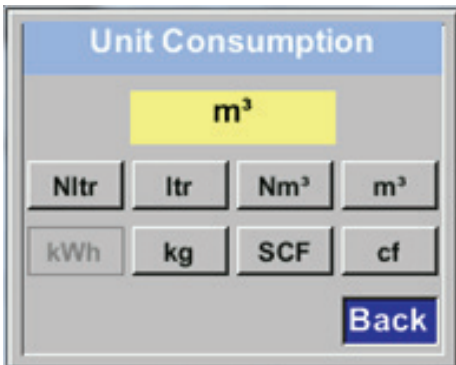 Unit Consumption
m³
Nltr ltr Nm³ m³
kWh kg SCF cf
Back